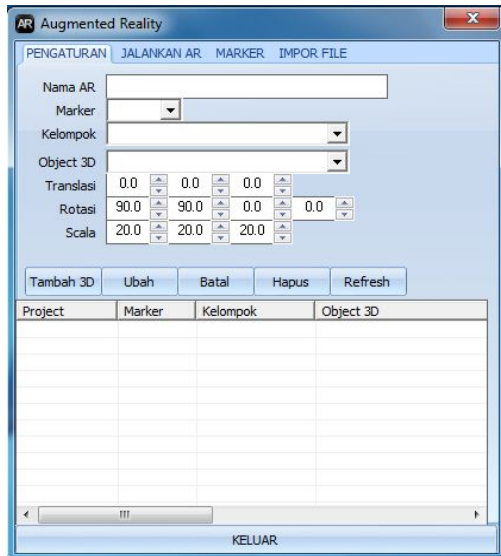 AR Augmented Reality
PENGATURAN JALANKAN AR MARKER IMPOR FILE
Nama AR
Marker
Kelompok
Object 3D
Translasi 0.0 0.0 0.0
Rotasi 90.0 90.0 0.0 0.0
Scala 20.0 20.0 20.0
Tambah 3D Ubah Batal Hapus Refresh
Project Marker Kelompok Object 3D
KELUAR